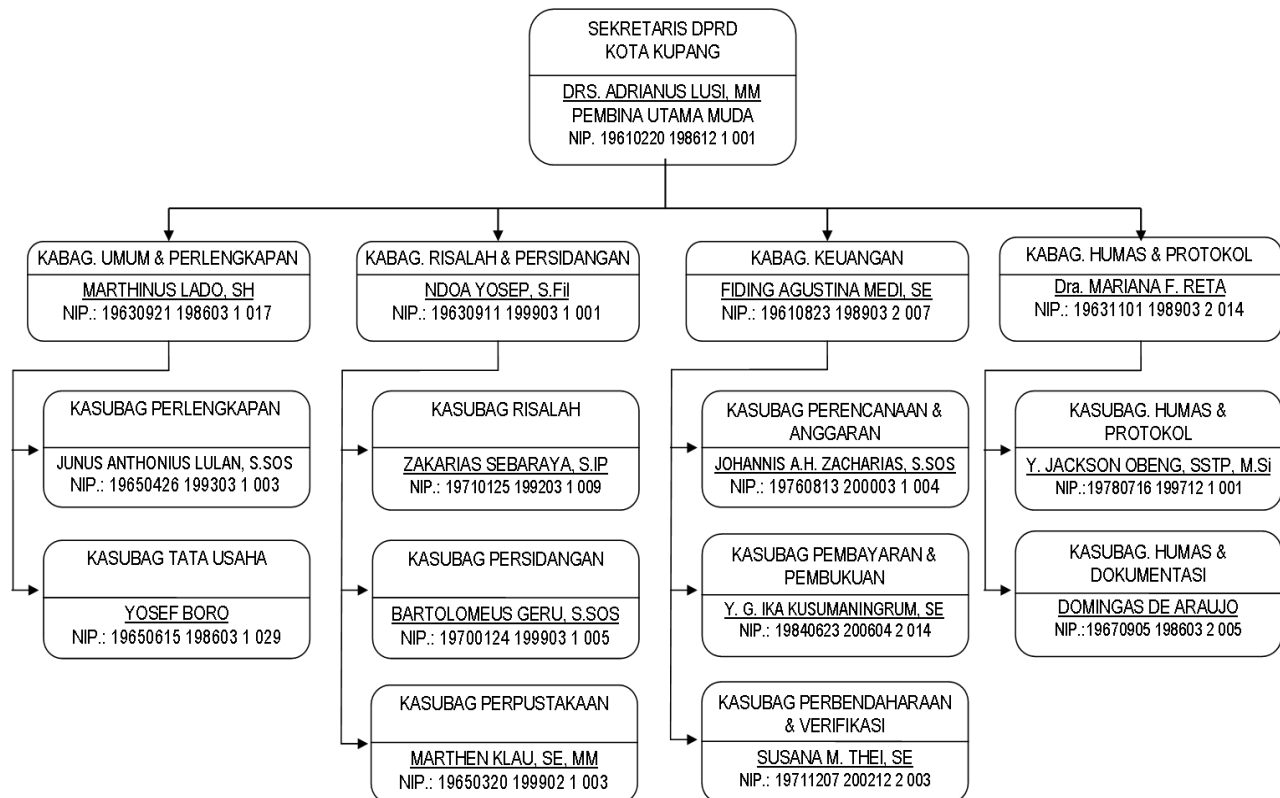 SEKRETARIS DPRD
KOTA KUPANG
DRS. ADRIANUS LUSI, MM
PEMBINA UTAMA MUDA
NIP. 19610220 198612 1 001
KABAG. UMUM & PERLENGKAPAN
MARTHINUS LADO, SH
NIP.: 19630921 198603 1 017
KABAG. RISALAH & PERSIDANGAN
NDOA YOSEP, S.Fil
NIP.: 19630911 199903 1 001
KABAG. KEUANGAN
FIDING AGUSTINA MEDI, SE
NIP.: 19610823 198903 2 007
KABAG. HUMAS & PROTOKOL
Dra. MARIANA F. RETA
NIP.: 19631101 198903 2 014
KASUBAG PERLENGKAPAN
JUNUS ANTHONIUS LULAN, S.SOS
NIP.: 19650426 199303 1 003
KASUBAG RISALAH
ZAKARIAS SEBARAYA, S.IP
NIP.: 19710125 199203 1 009
KASUBAG PERENCANAAN &
ANGGARAN
JOHANNIS A.H. ZACHARIAS, S.SOS
NIP.: 19760813 200003 1 004
KASUBAG. HUMAS &
PROTOKOL
Y. JACKSON OBENG, SSTP, M.Si
NIP.:19780716 199712 1 001
KASUBAG TATA USAHA
YOSEF BORO
NIP.: 19650615 198603 1 029
KASUBAG PERSIDANGAN
BARTOLOMEUS GERU, S.SOS
NIP.: 19700124 199903 1 005
KASUBAG PEMBAYARAN &
PEMBUKUAN
Y. G. IKA KUSUMANINGRUM, SE
NIP.: 19840623 200604 2 014
KASUBAG. HUMAS &
DOKUMENTASI
DOMINGAS DE ARAUJO
NIP.:19670905 198603 2 005
KASUBAG PERPUSTAKAAN
MARTHEN KLAU, SE, MM
NIP.: 19650320 199902 1 003
KASUBAG PERBENDAHARAAN
& VERIFIKASI
SUSANA M. THEI, SE
NIP.: 19711207 200212 2 003